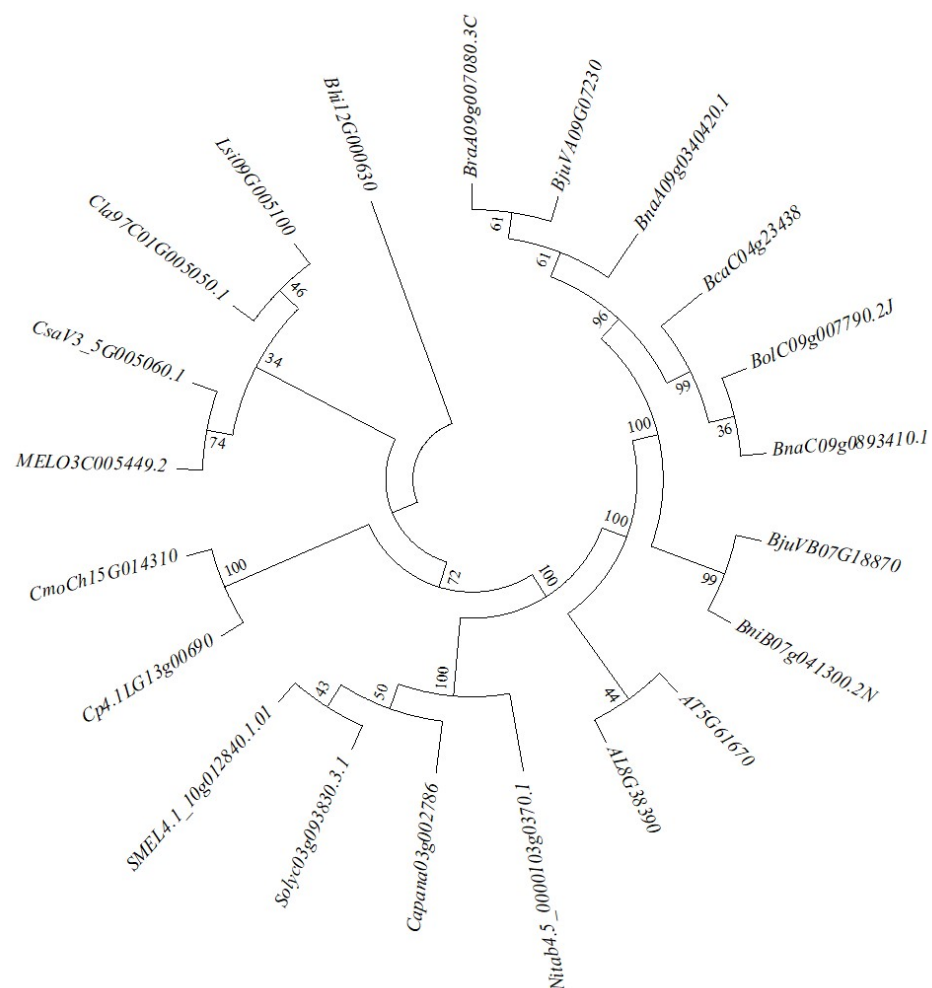 BraA09g007080.3C
BjuVA09G07230
BnaA09g0340420.1
BcaC04g23438
BolC09g007790.2J
BnaC09g0893410.1
BjuVB07G18870
BniB07g041300.2N
AT5G61670
AL8G38390
Nitab4.5_0000103g0370.1
Capana03g002786
Solyc03g093830.3.1
SMEL4.1_10g012840.1.01
Cp4.1LG13g00690
CmoCh15G014310
MELO3C005449.2
CsaV3_5G005060.1
Cla97C01G005050.1
Lsi09G005100
Bhi12G000630
61
61
96
99
36
100
99
100
44
100
72
100
50
43
100
74
34
46